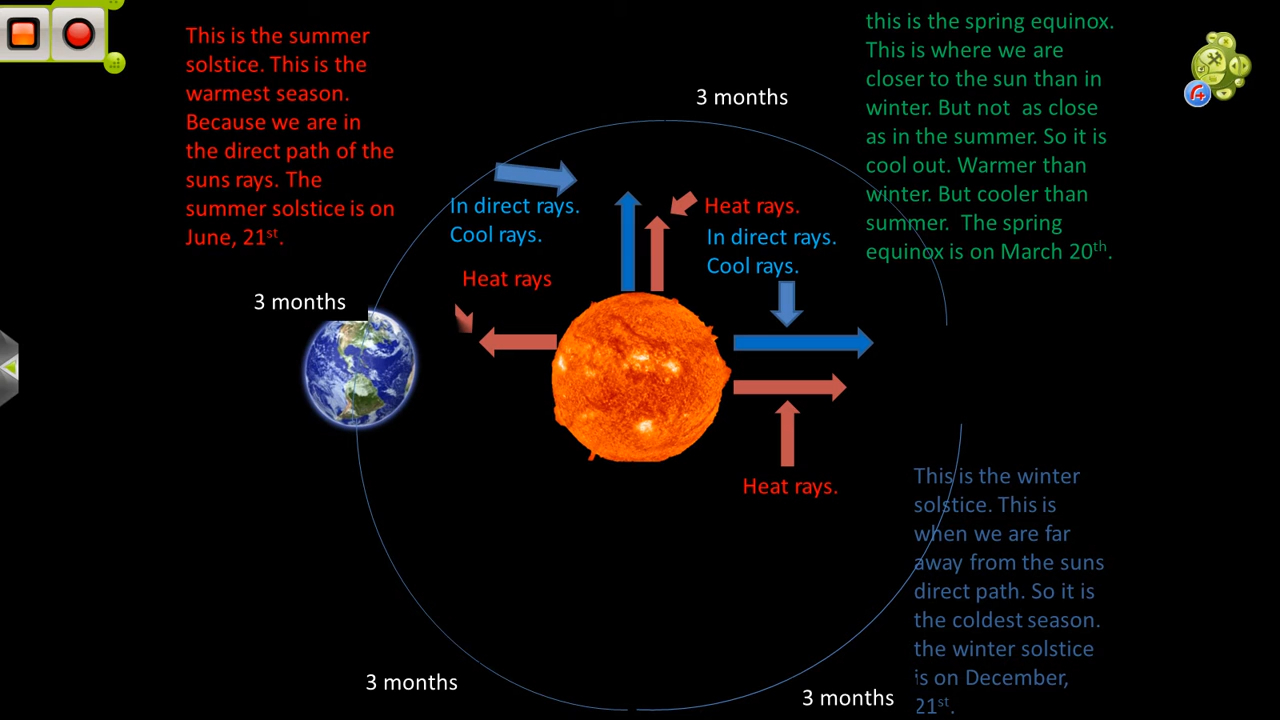 This is the summer
solstice. This is the
warmest season.
Because we are in
the direct path of the
suns rays. The
summer solstice is on
June, 21st.
this is the spring equinox.
This is where we are
closer to the sun than in
winter. But not  as close
as in the summer. So it is
cool out. Warmer than
winter. But cooler than
summer.  The spring
equinox is on March 20th.
3 months
In direct rays.
Cool rays.
Heat rays.
In direct rays.
Cool rays.
Heat rays
3 months
Heat rays.
This is the winter
solstice. This is
when we are far
away from the suns
direct path. So it is
the coldest season.
the winter solstice
is on December,
21st.
3 months
3 months